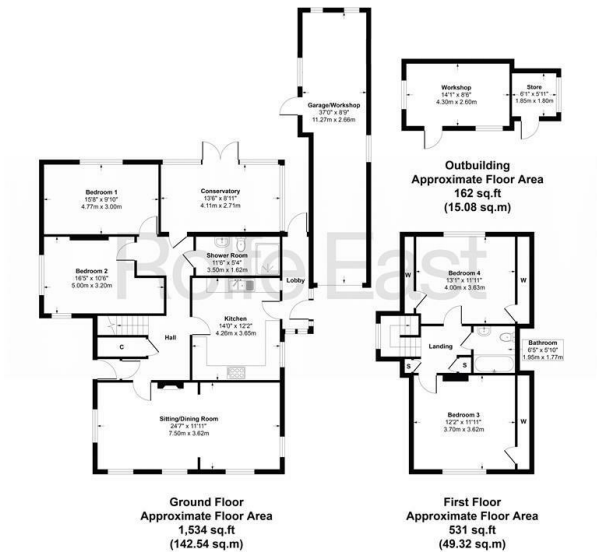 Garage/Workshop
37'0" x 8'9"
11.27m x 2.66m
Workshop
14'1" x 8'6"
4.30m x 2.60m
Store
6'1" x 5'11"
1.85m x 1.80m
Outbuilding
Approximate Floor Area
162 sq.ft
(15.08 sq.m)
Bedroom 1
15'8" x 9'10"
4.77m x 3.00m
Conservatory
13'6" x 8'11"
4.11m x 2.71m
Bedroom 2
16'5" x 10'6"
5.00m x 3.20m
Shower Room
11'6" x 5'4"
3.50m x 1.62m
Lobby
Kitchen
14'0" x 12'2"
4.26m x 3.65m
Hall
C
Sitting/Dining Room
24'7" x 11'11"
7.50m x 3.62m
Rolfe East
W
Bedroom 4
13'1" x 11'11"
4.00m x 3.63m
W
Landing
Bathroom
6'5" x 5'10"
1.95m x 1.77m
S
S
Bedroom 3
12'2" x 11'11"
3.70m x 3.62m
W
Ground Floor
Approximate Floor Area
1,534 sq.ft
(142.54 sq.m)
First Floor
Approximate Floor Area
531 sq.ft
(49.32 sq.m)